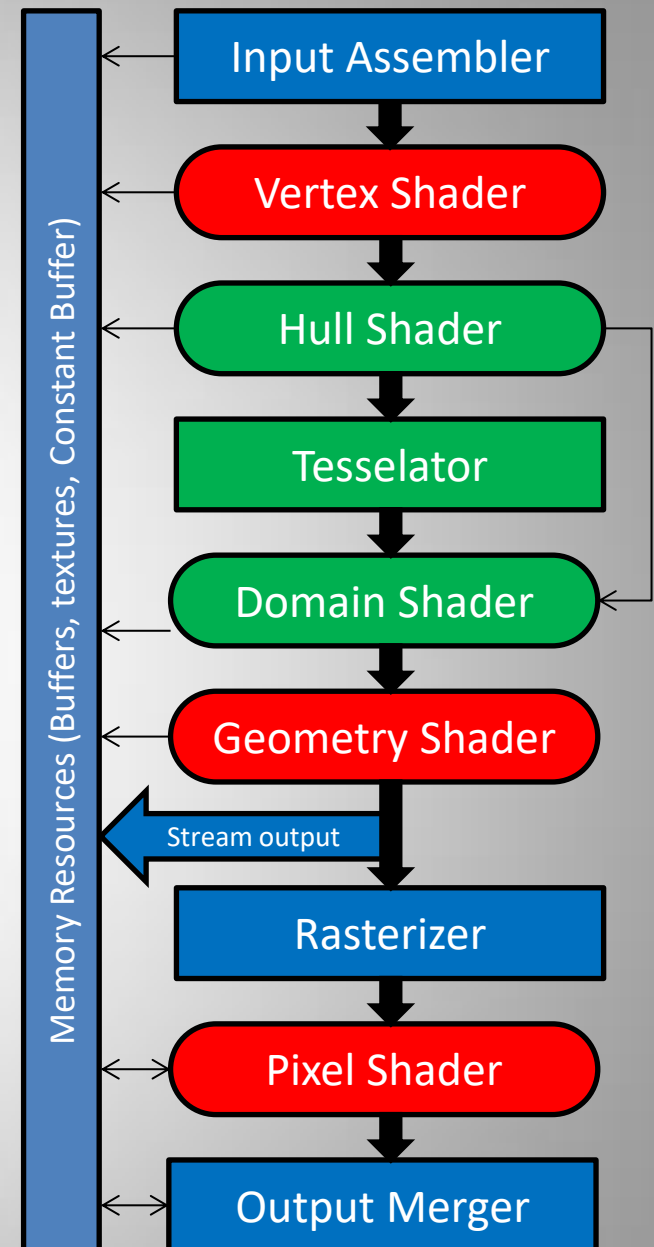 Memory Resources (Buffers, textures, Constant Buffer)
Input Assembler
Vertex Shader
Hull Shader
Tesselator
Domain Shader
Geometry Shader
Stream output
Rasterizer
Pixel Shader
Output Merger